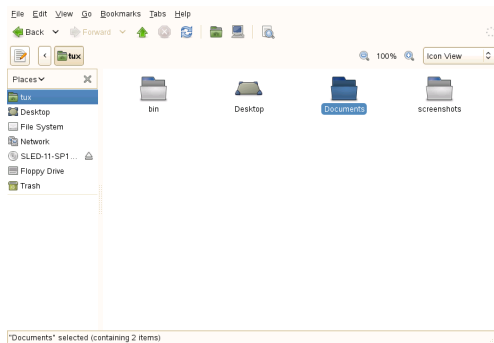 File Edit View Go Bookmarks Tabs Help
Back Forward
tux 100% Icon View
Places
tux
Desktop
File System
Network
SLED-11-SP1...
Floppy Drive
Trash
bin Desktop Documents screenshots
"Documents" selected (containing 2 items)